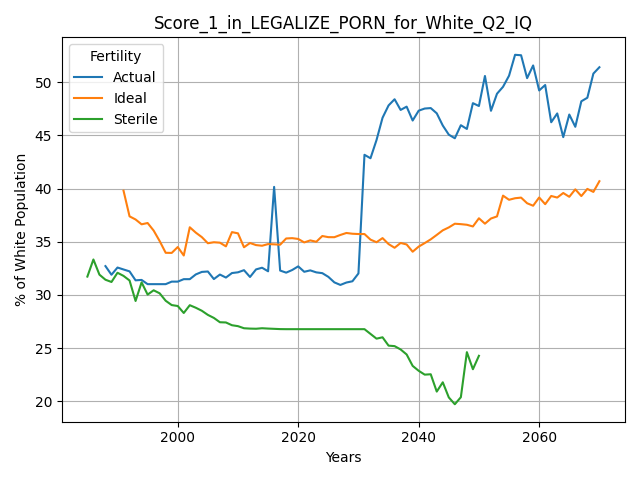 Score_1_in_LEGALIZE_PORN_for_White_Q2_IQ
Fertility
Actual
Ideal
Sterile
% of White Population
50
45
40
35
30
25
20
2000
2020
2040
2060
Years